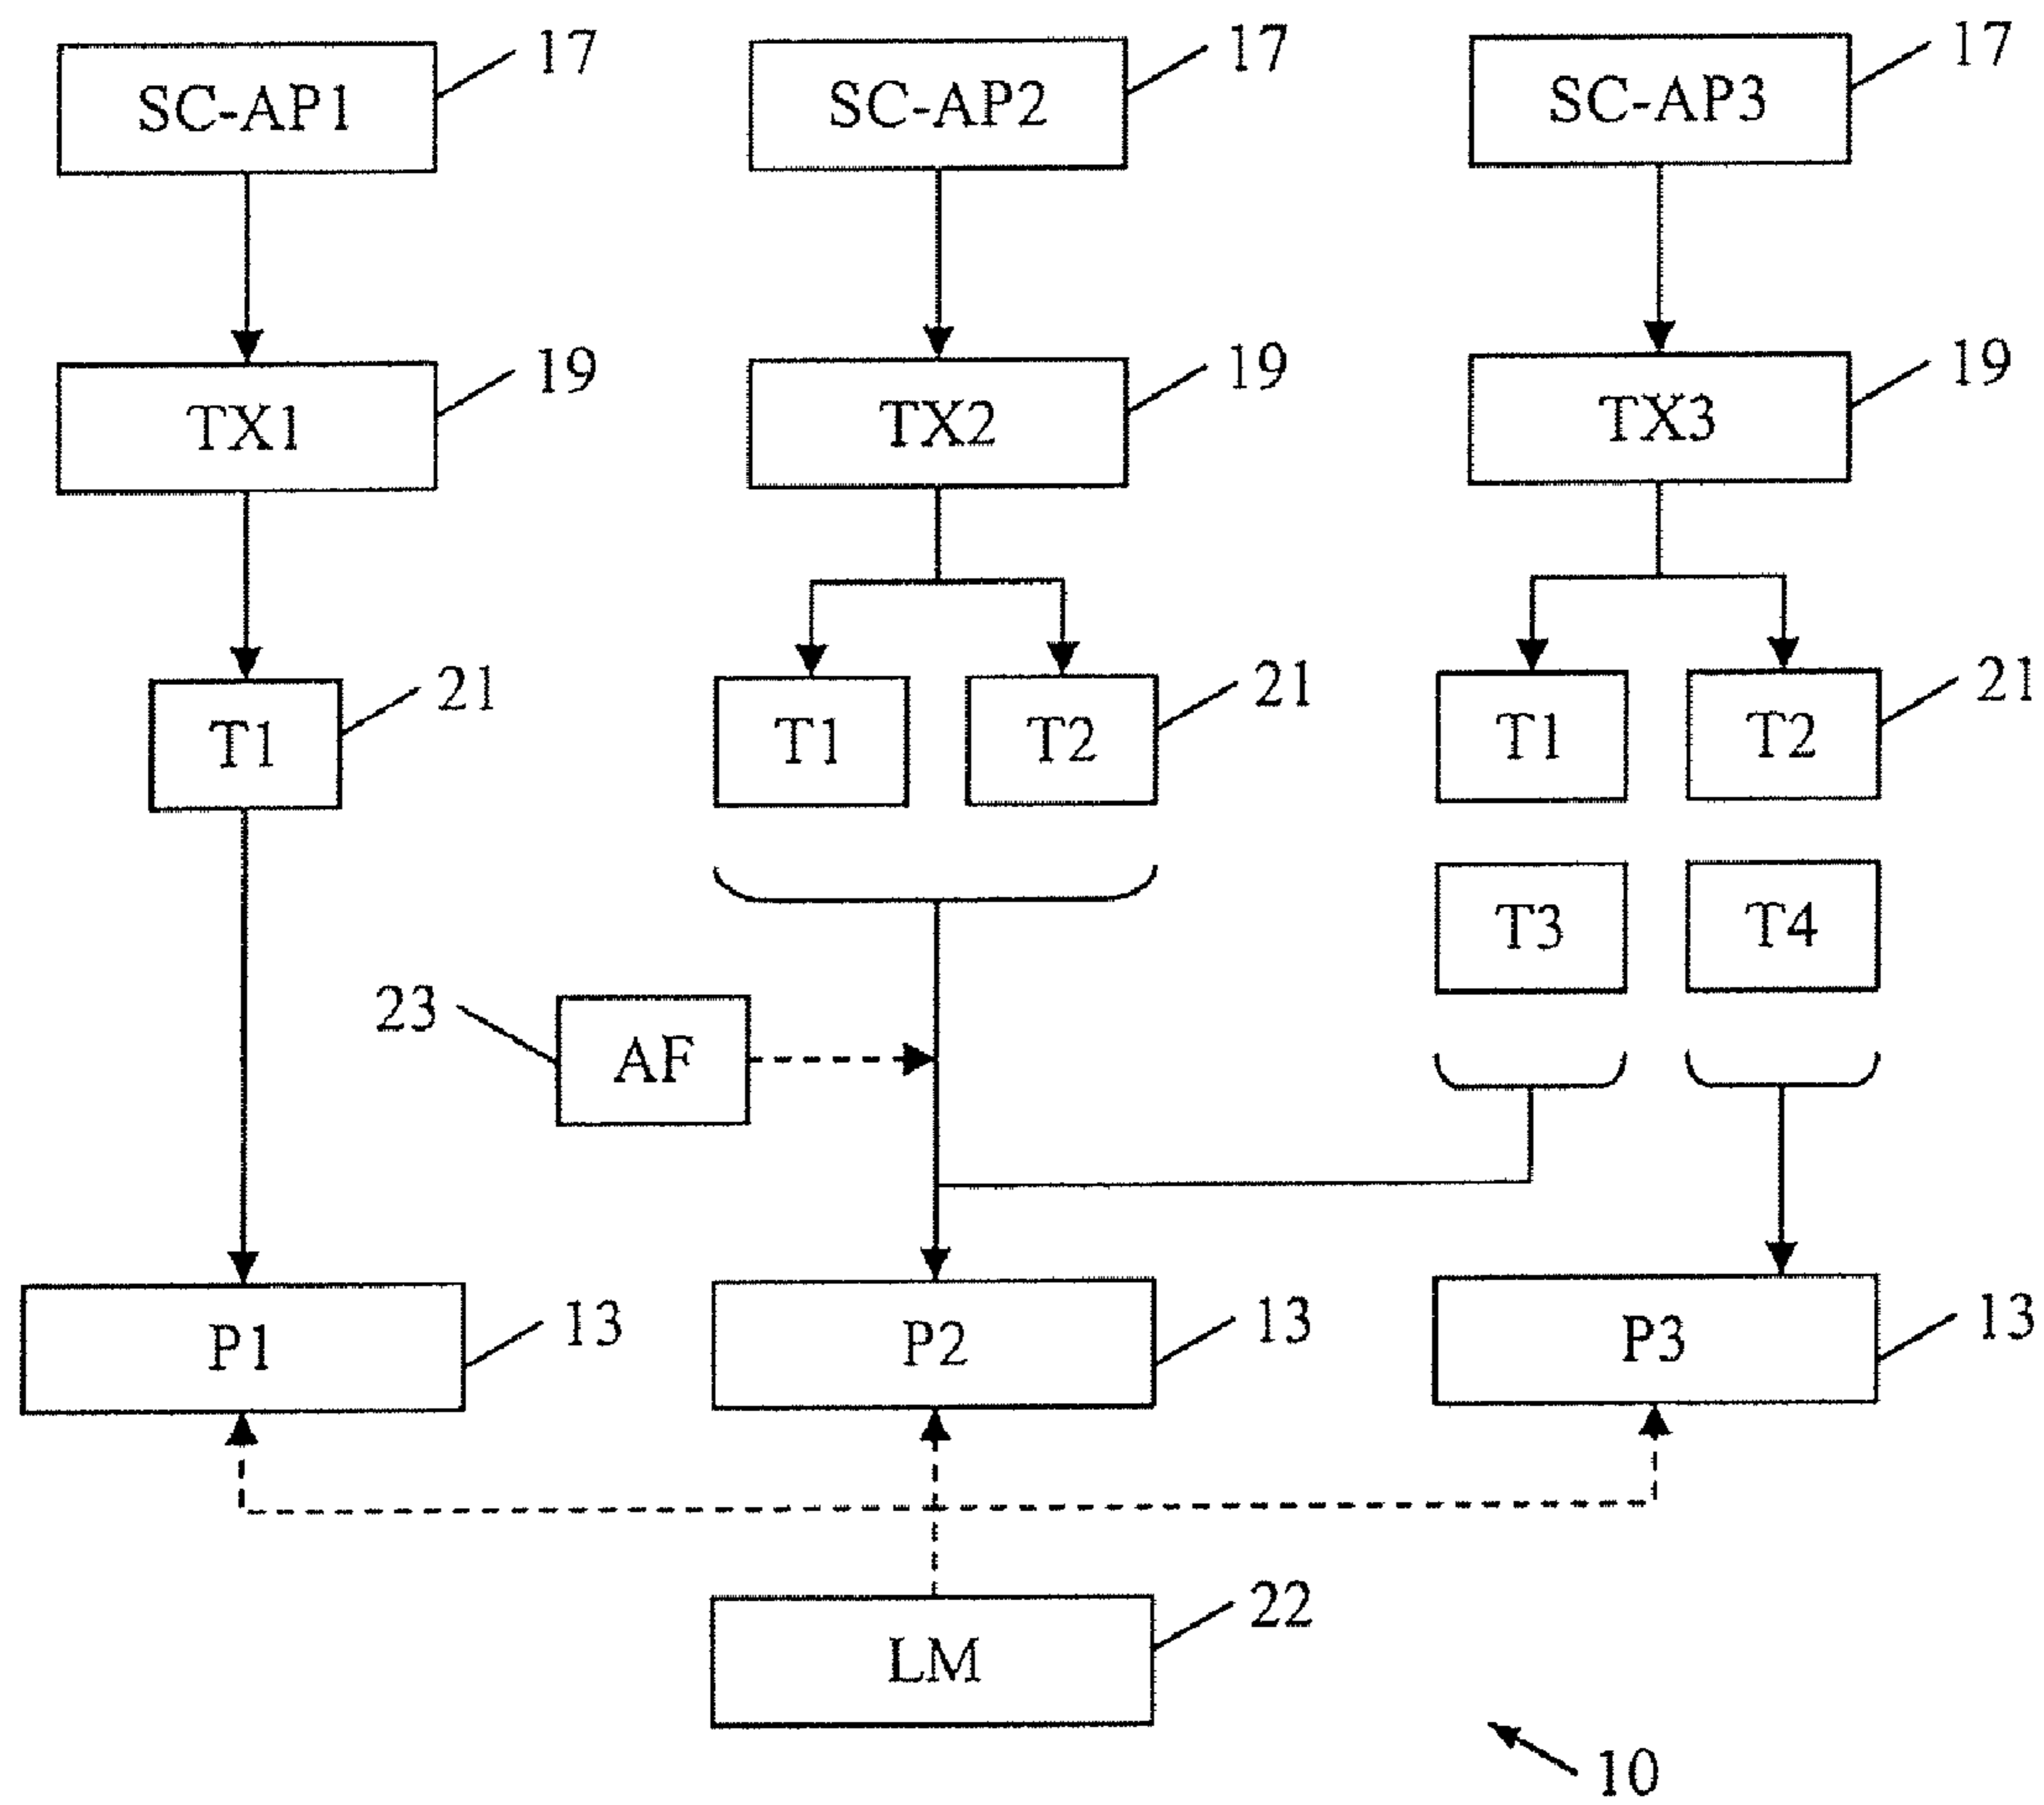 SC-AP1 17 SC-AP2 17 SC-AP3 17
TX1 19 TX2 19 TX3 19
T1 21 T1 T2 21 T1 T2 21
T3 T4
23 AF
P1 13 P2 13 P3 13
LM 22
10